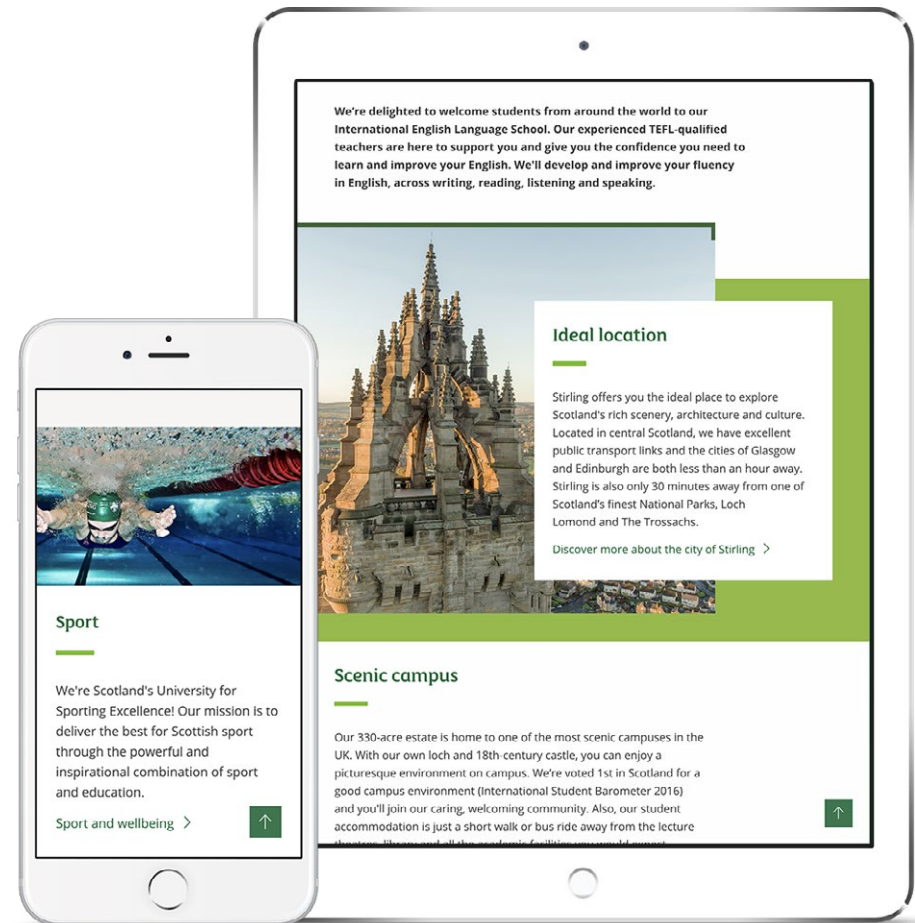 We're delighted to welcome students from around the world to our
International English Language School. Our experienced TEFL-qualified
teachers are here to support you and give you the confidence you need to
learn and improve your English. We'll develop and improve your fluency
in English, across writing, reading, listening and speaking.
Ideal location
Stirling offers you the ideal place to explore
Scotland's rich scenery, architecture and culture.
Located in central Scotland, we have excellent
public transport links and the cities of Glasgow
and Edinburgh are both less than an hour away.
Stirling is also only 30 minutes away from one of
Scotland's finest National Parks, Loch
Lomond and The Trossachs.
Discover more about the city of Stirling
Scenic campus
Our 330-acre estate is home to one of the most scenic campuses in the
UK. With our own loch and 18th-century castle, you can enjoy a
picturesque environment on campus. We're voted 1st in Scotland for a
good campus environment (International Student Barometer 2016)
and you'll join our caring, welcoming community. Also, our student
accommodation is just a short walk or bus ride away from the lecture
theatres, library and all the academic facilities you would expect
Sport
We're Scotland's University for
Sporting Excellence! Our mission is to
deliver the best for Scottish sport
through the powerful and
inspirational combination of sport
and education.
Sport and wellbeing